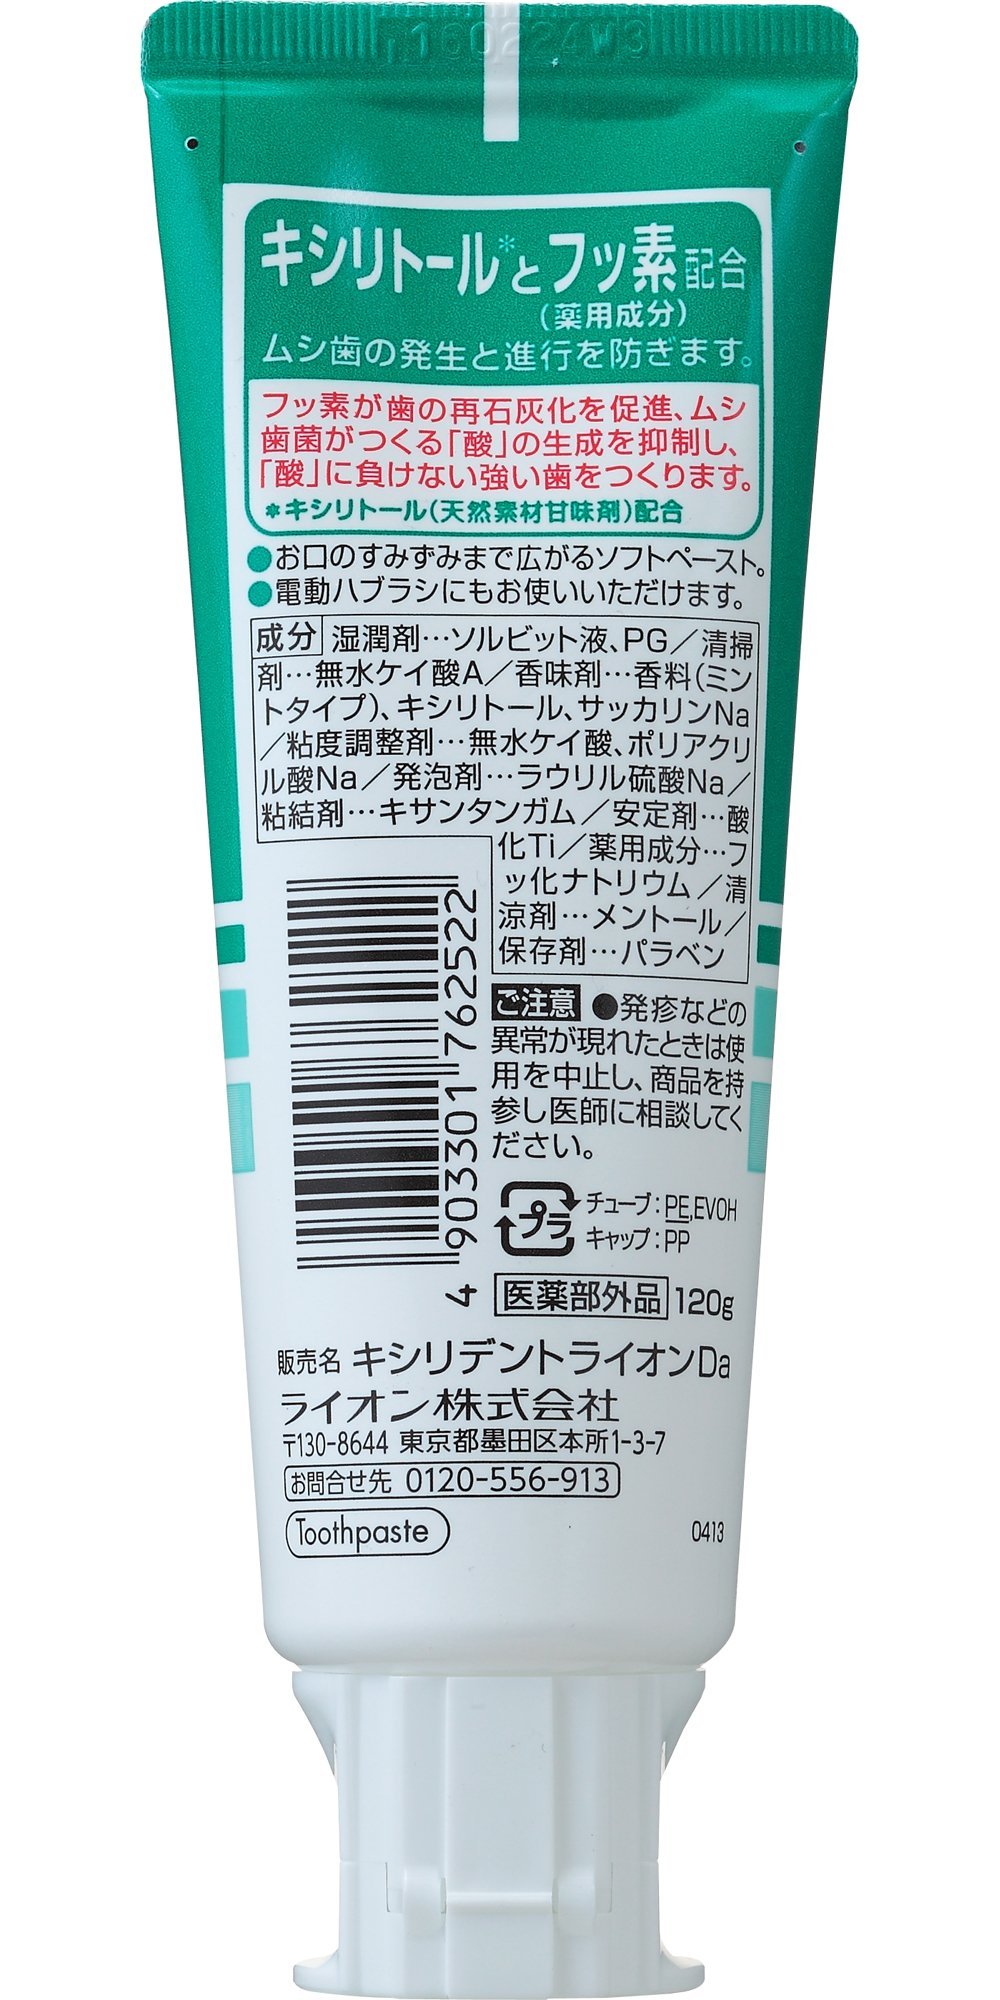 160224W3
キシリトール*とフッ素配合
(薬用成分)
ムシ歯の発生と進行を防ぎます。
フッ素が歯の再石灰化を促進、ムシ
歯菌がつくる「酸」の生成を抑制し、
「酸」に負けない強い歯をつくります。
*キシリトール(天然素材甘味剤)配合
●お口のすみずみまで広がるソフトペースト。
●電動ハブラシにもお使いいただけます。
成分 湿潤剤…ソルビット液、PG/清掃
剤…無水ケイ酸A/香味剤…香料(ミン
トタイプ)、キシリトール、サッカリンNa
/粘度調整剤…無水ケイ酸、ポリアクリ
ル酸Na/発泡剤…ラウリル硫酸Na/
粘結剤…キサンタンガム/安定剤…酸
化Ti/薬用成分…フ
ッ化ナトリウム/清
涼剤…メントール/
保存剤…パラベン
4 903301 762522
ご注意 ●発疹などの
異常が現れたときは使
用を中止し、商品を持
参し医師に相談してく
ださい。
プラ チューブ:PE,EVOH
キャップ:PP
医薬部外品 120g
販売名 キシリデントライオンDa
ライオン株式会社
〒130-8644 東京都墨田区本所1-3-7
お問合せ先 0120-556-913
Toothpaste 0413